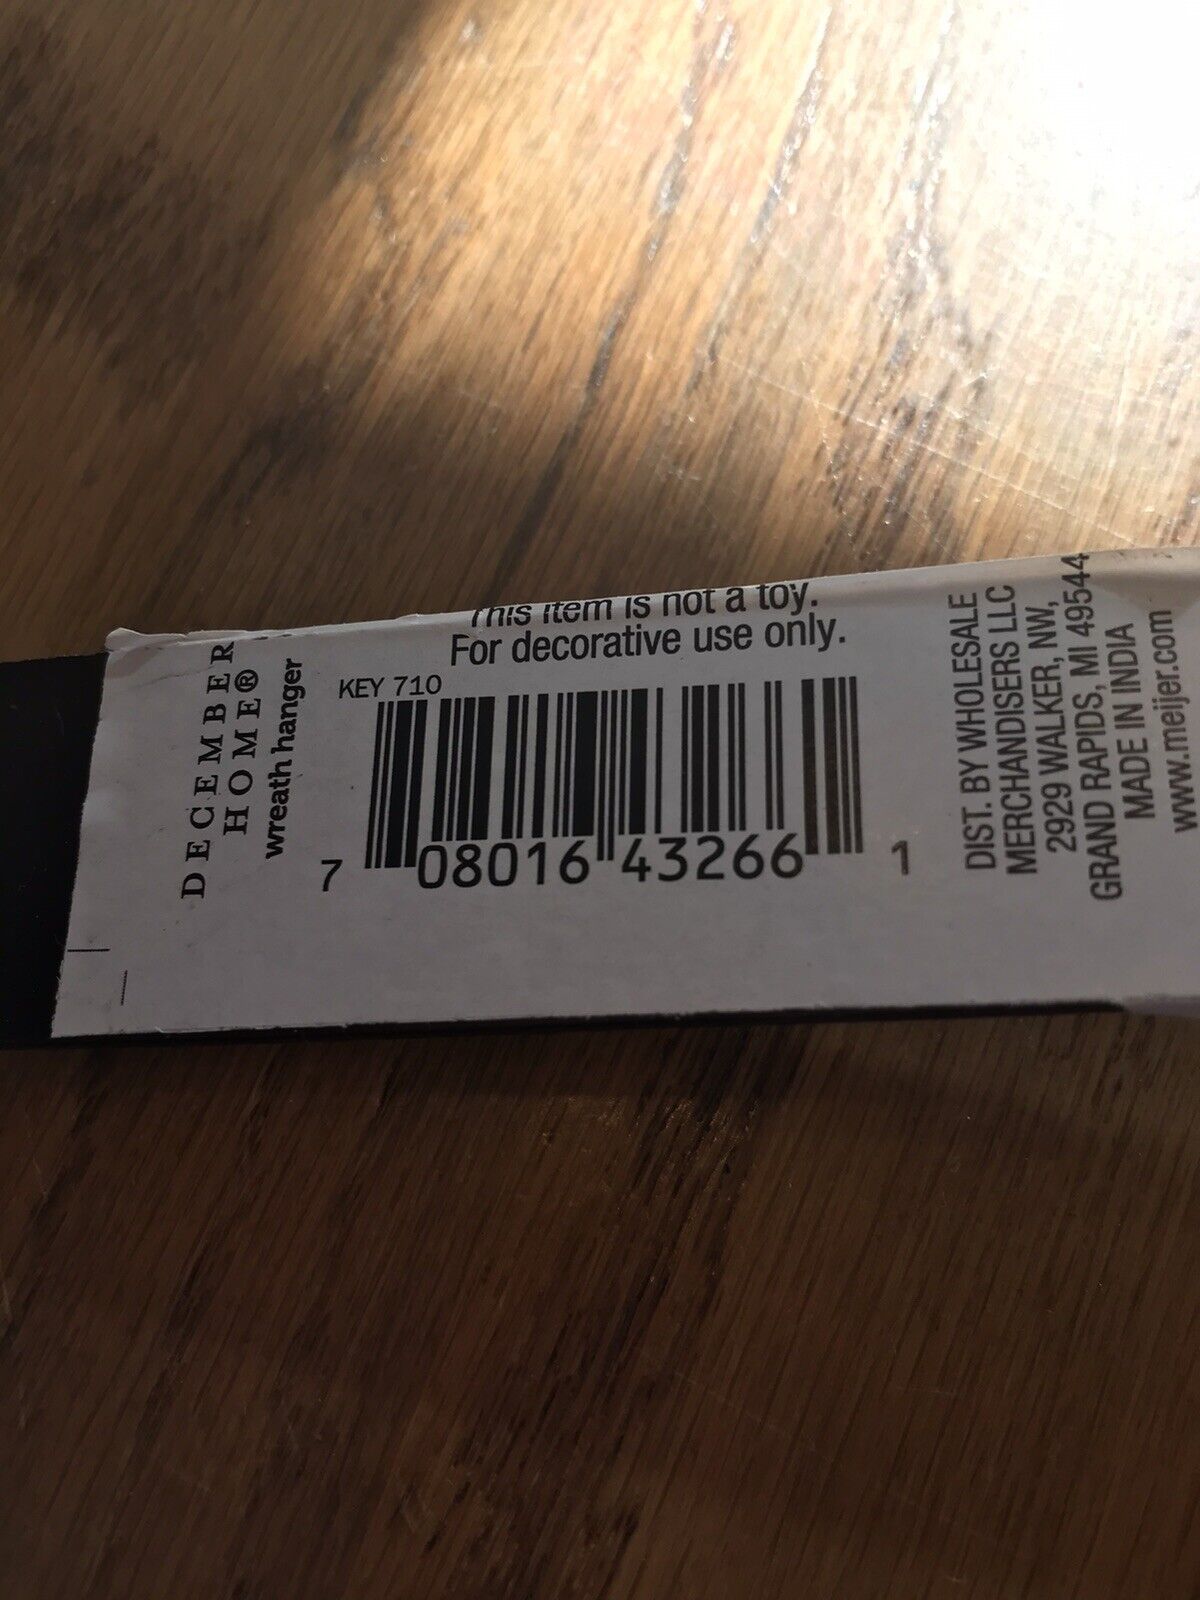 This item is not a toy.
For decorative use only.
DECEMBER
HOME®
wreath hanger
KEY 710
7 08016 43266 1
DIST. BY WHOLESALE
MERCHANDISERS LLC
2929 WALKER, NW,
GRAND RAPIDS, MI 49544
MADE IN INDIA
www.meijer.com